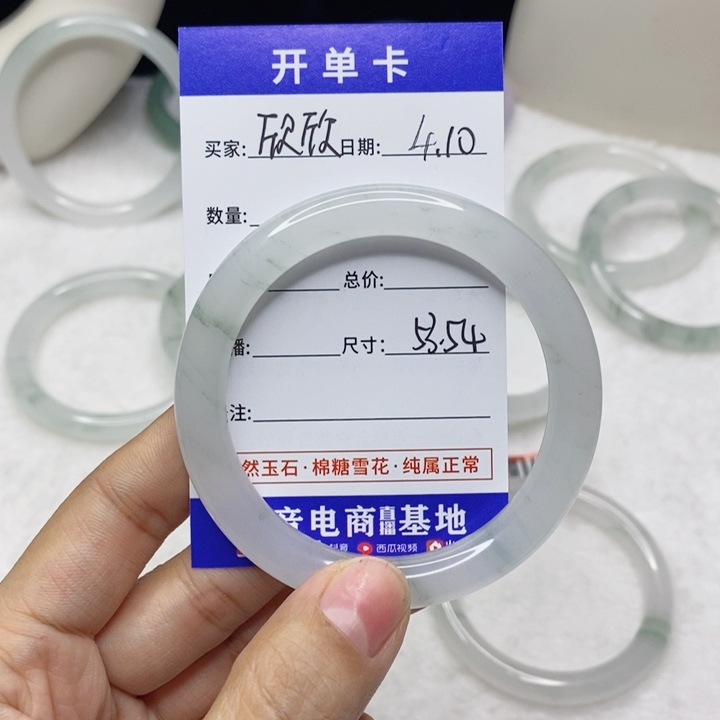 开单卡
买家: 欣欣 日期: 4.10
数量:
总价:
播: 尺寸: 53.54
注:
然玉石·棉糖雪花·纯属正常
电商直播基地
西瓜视频